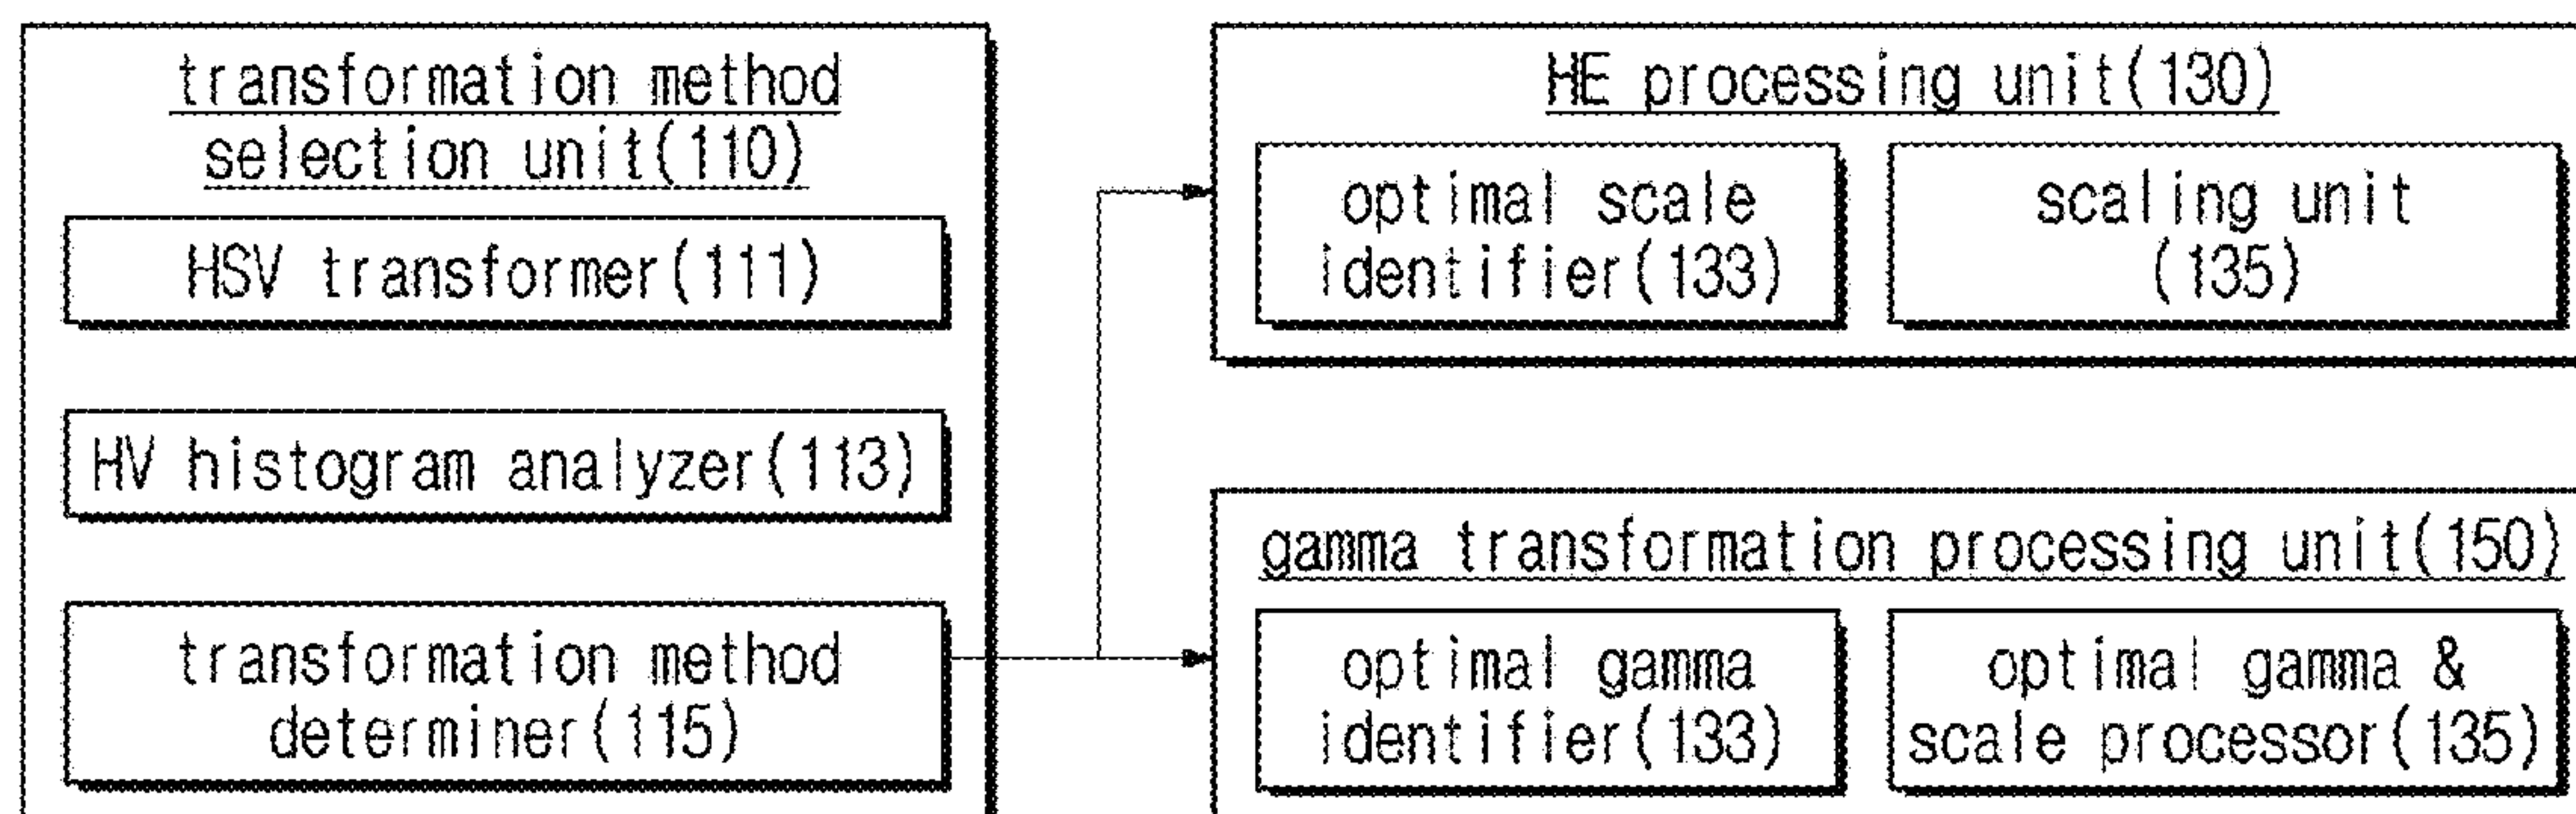 transformation method
selection unit(110)
HSV transformer(111)
HV histogram analyzer(113)
transformation method
determiner(115)
HE processing unit(130)
optimal scale
identifier(133)
scaling unit
(135)
gamma transformation processing unit(150)
optimal gamma
identifier(133)
optimal gamma &
scale processor(135)